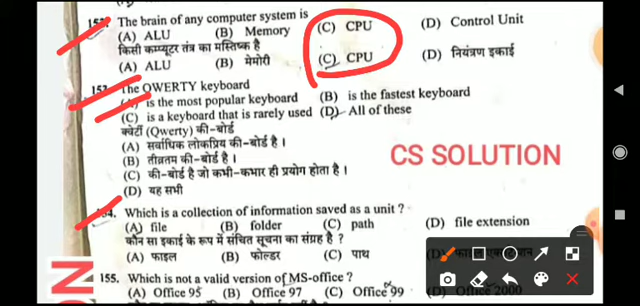 The brain of any computer system is
(A) ALU (B) Memory (C) CPU (D) Control Unit
किसी कम्प्यूटर तंत्र का मस्तिष्क है
(A) ALU (B) मेमोरी (C) CPU (D) नियंत्रण इकाई
The QWERTY keyboard
(A) is the most popular keyboard (B) is the fastest keyboard
(C) is a keyboard that is rarely used (D) All of these
क्वेर्टी (Qwerty) की-बोर्ड
(A) सर्वाधिक लोकप्रिय की-बोर्ड है।
(B) तीव्रतम की-बोर्ड है।
(C) की-बोर्ड है जो कभी-कभार ही प्रयोग होता है।
(D) यह सभी
CS SOLUTION
Which is a collection of information saved as a unit ?
(A) file (B) folder (C) path (D) file extension
कौन सा इकाई के रूप में संचित सूचना का संग्रह है ?
(A) फाइल (B) फोल्डर (C) पाथ
155. Which is not a valid version of MS-office ?
(A) Office 95 (B) Office 97 (C) Office 99 (D) Office 2000
ON